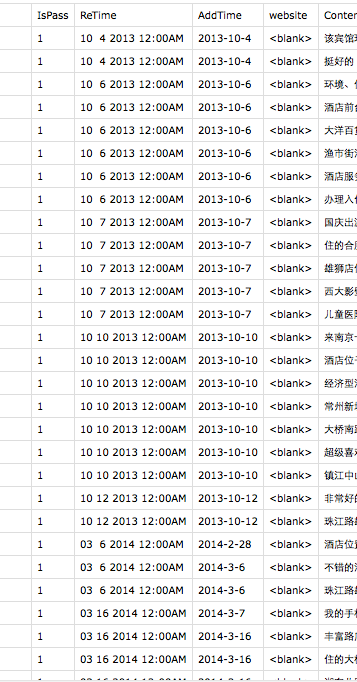 IsPass ReTime AddTime website Conten
1 10  4 2013 12:00AM 2013-10-4 <blank> 该宾馆环
1 10  4 2013 12:00AM 2013-10-4 <blank> 挺好的
1 10  6 2013 12:00AM 2013-10-6 <blank> 环境、
1 10  6 2013 12:00AM 2013-10-6 <blank> 酒店前台
1 10  6 2013 12:00AM 2013-10-6 <blank> 大洋百货
1 10  6 2013 12:00AM 2013-10-6 <blank> 渔市街
1 10  6 2013 12:00AM 2013-10-6 <blank> 酒店服务
1 10  6 2013 12:00AM 2013-10-6 <blank> 办理入住
1 10  7 2013 12:00AM 2013-10-7 <blank> 国庆出
1 10  7 2013 12:00AM 2013-10-7 <blank> 住的合
1 10  7 2013 12:00AM 2013-10-7 <blank> 雄狮店
1 10  7 2013 12:00AM 2013-10-7 <blank> 西大影
1 10  7 2013 12:00AM 2013-10-7 <blank> 儿童医院
1 10 10 2013 12:00AM 2013-10-10 <blank> 来南京
1 10 10 2013 12:00AM 2013-10-10 <blank> 酒店位于
1 10 10 2013 12:00AM 2013-10-10 <blank> 经济型
1 10 10 2013 12:00AM 2013-10-10 <blank> 常州新
1 10 10 2013 12:00AM 2013-10-10 <blank> 大桥南路
1 10 10 2013 12:00AM 2013-10-10 <blank> 超级喜欢
1 10 10 2013 12:00AM 2013-10-10 <blank> 镇江中山
1 10 12 2013 12:00AM 2013-10-12 <blank> 非常好的
1 10 12 2013 12:00AM 2013-10-12 <blank> 珠江路
1 03  6 2014 12:00AM 2014-2-28 <blank> 酒店位置
1 03  6 2014 12:00AM 2014-3-6 <blank> 不错的
1 03  6 2014 12:00AM 2014-3-6 <blank> 珠江路
1 03 16 2014 12:00AM 2014-3-7 <blank> 我的手机
1 03 16 2014 12:00AM 2014-3-16 <blank> 丰富路
1 03 16 2014 12:00AM 2014-3-16 <blank> 住的大